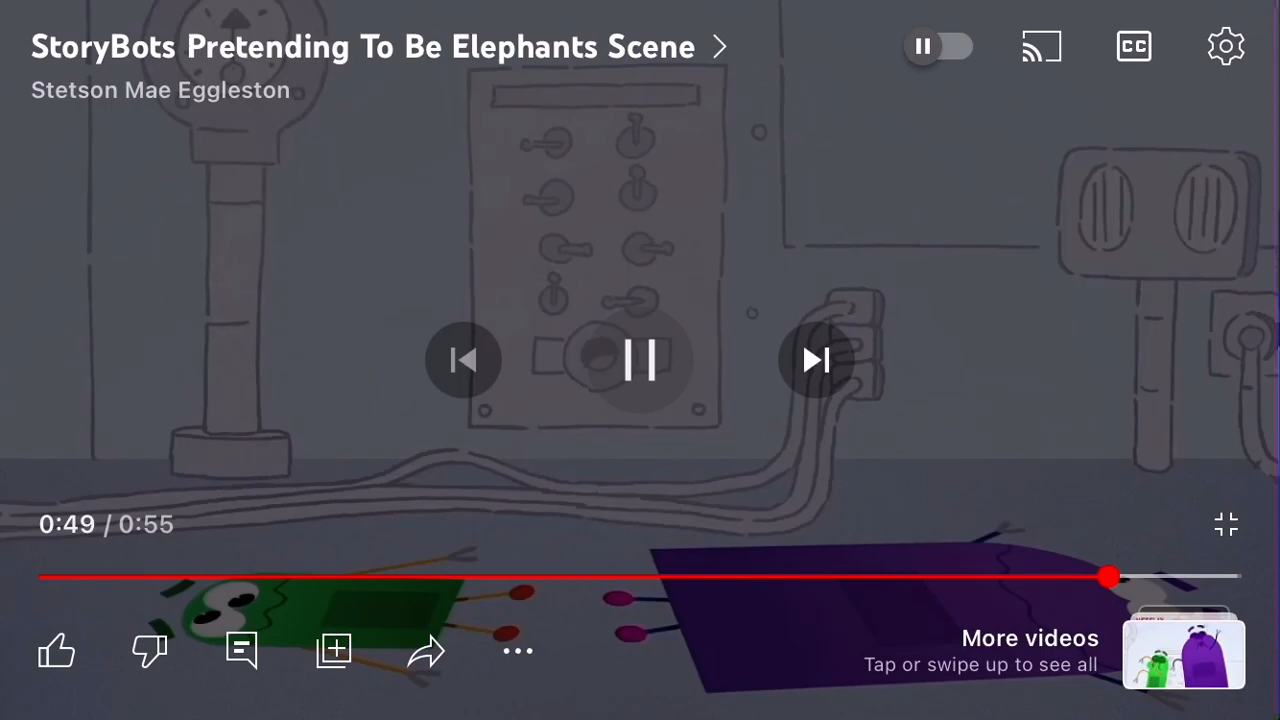 StoryBots Pretending To Be Elephants Scene
Stetson Mae Eggleston
CC
0:49 / 0:55
More videos
Tap or swipe up to see all